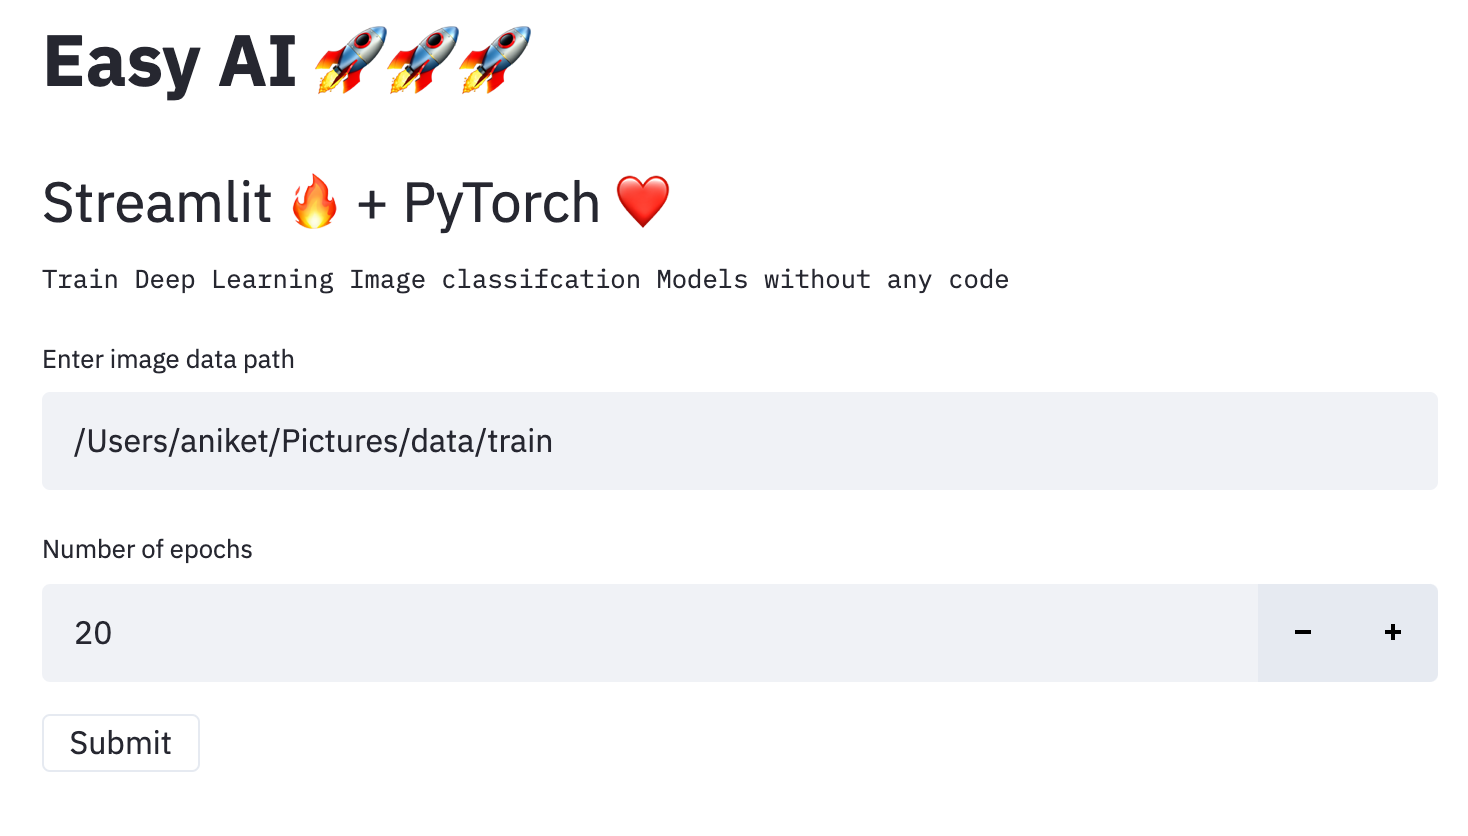 Easy AI 🚀🚀🚀
Streamlit 🔥 + PyTorch ❤️
Train Deep Learning Image classifcation Models without any code
Enter image data path
/Users/aniket/Pictures/data/train
Number of epochs
20
Submit